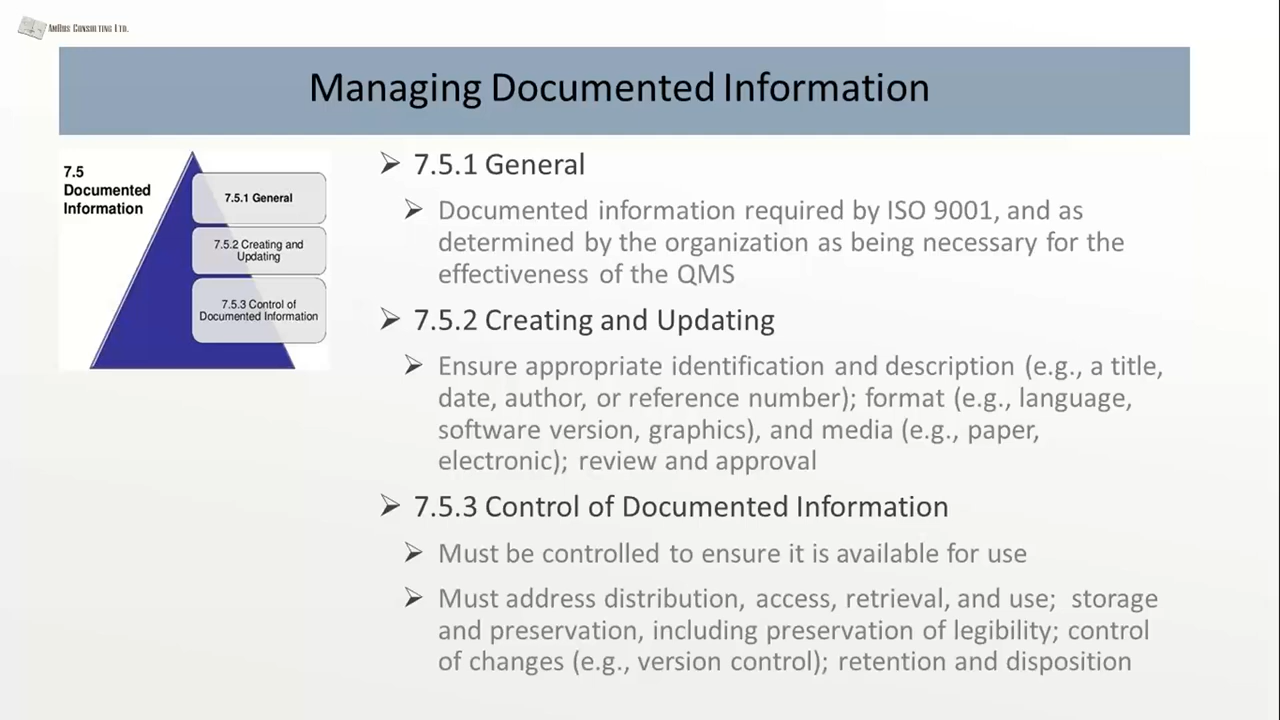 AMBUS CONSULTING LTD.
Managing Documented Information
7.5
Documented
Information
7.5.1 General
7.5.2 Creating and
Updating
7.5.3 Control of
Documented Information
➢ 7.5.1 General
➢ Documented information required by ISO 9001, and as
determined by the organization as being necessary for the
effectiveness of the QMS
➢ 7.5.2 Creating and Updating
➢ Ensure appropriate identification and description (e.g., a title,
date, author, or reference number); format (e.g., language,
software version, graphics), and media (e.g., paper,
electronic); review and approval
➢ 7.5.3 Control of Documented Information
➢ Must be controlled to ensure it is available for use
➢ Must address distribution, access, retrieval, and use; storage
and preservation, including preservation of legibility; control
of changes (e.g., version control); retention and disposition